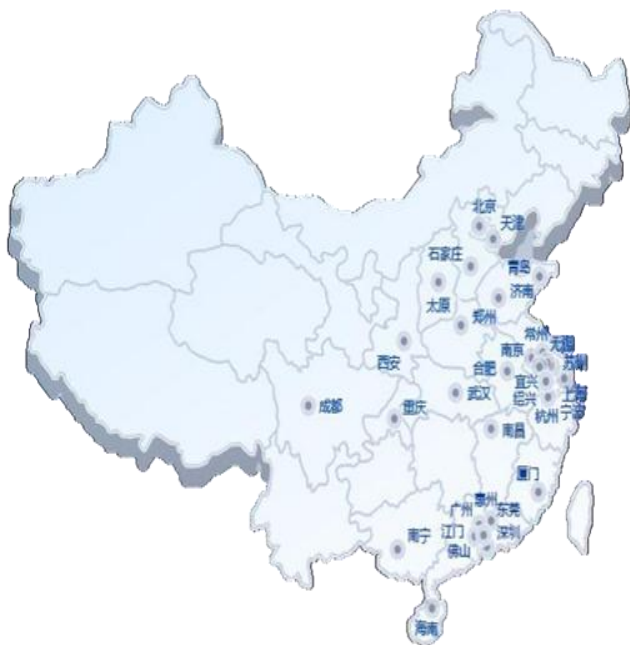 北京
天津
石家庄
青岛
太原
济南
郑州
常州
无锡
西安
南京
苏州
合肥
宜兴
上海
成都
重庆
武汉
绍兴
杭州
宁波
南昌
厦门
惠州
广州
东莞
南宁
江门
深圳
佛山
海南